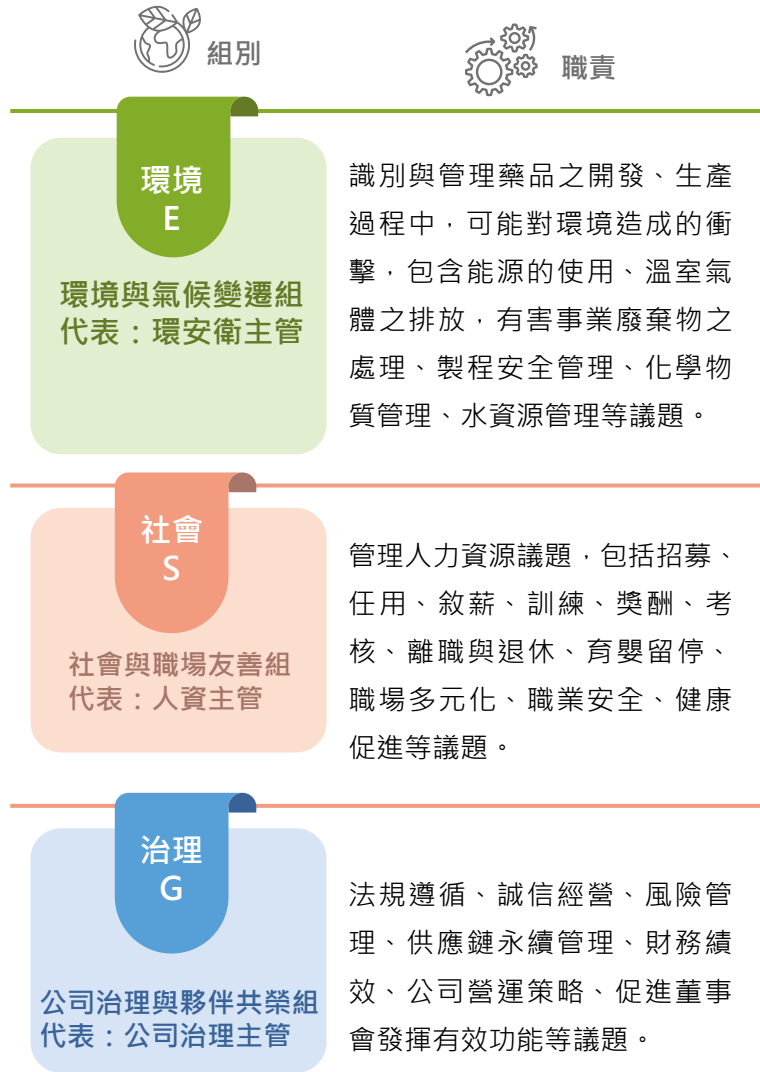 組別
職責
環境
E
環境與氣候變遷組
代表：環安衛主管
識別與管理藥品之開發、生產
過程中，可能對環境造成的衝
擊，包含能源的使用、溫室氣
體之排放，有害事業廢棄物之
處理、製程安全管理、化學物
質管理、水資源管理等議題。
社會
S
社會與職場友善組
代表：人資主管
管理人力資源議題，包括招募、
任用、敘薪、訓練、獎酬、考
核、離職與退休、育嬰留停、
職場多元化、職業安全、健康
促進等議題。
治理
G
公司治理與夥伴共榮組
代表：公司治理主管
法規遵循、誠信經營、風險管
理、供應鏈永續管理、財務績
效、公司營運策略、促進董事
會發揮有效功能等議題。